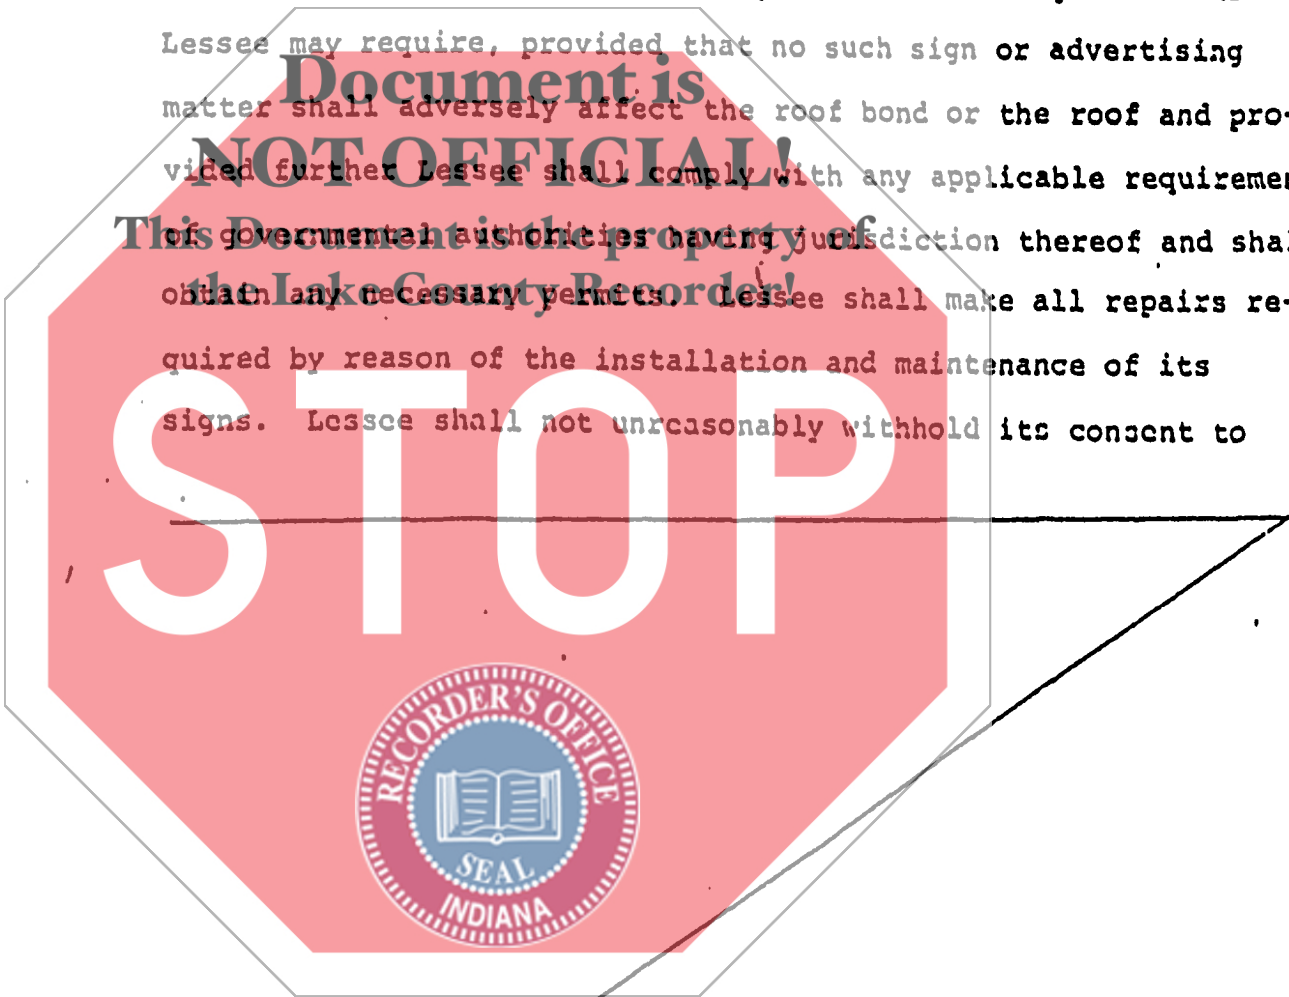 Lessee may require, provided that no such sign or advertising
matter shall adversely affect the roof bond or the roof and pro-
vided further Lessee shall comply with any applicable requiremen
of governmental authorities having jurisdiction thereof and shal
obtain any necessary permits. Lessee shall make all repairs re-
quired by reason of the installation and maintenance of its
signs. Lessee shall not unreasonably withhold its consent to
Document is
NOT OFFICIAL!
This Document is the property of
the Lake County Recorder!
STOP
RECORDER'S OFFICE
SEAL
INDIANA